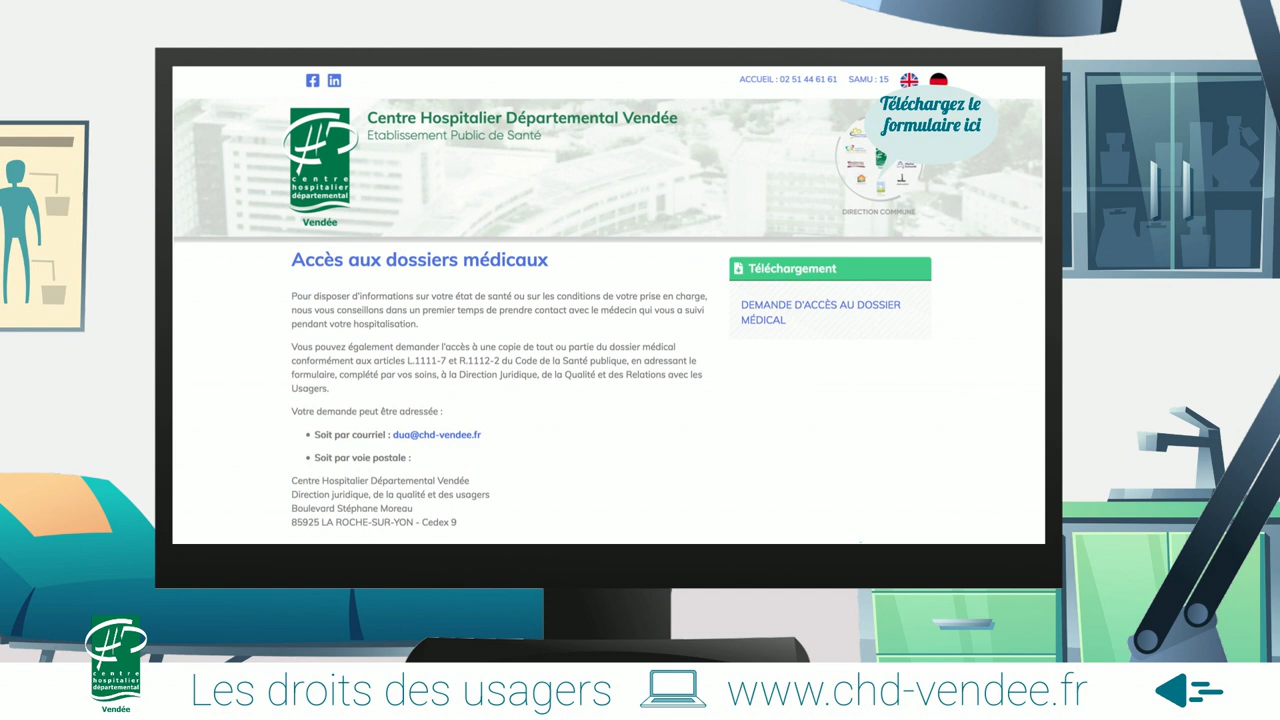 ACCUEIL : 02 51 44 61 61 SAMU : 15
Téléchargez le
formulaire ici
Centre Hospitalier Départemental Vendée
Etablissement Public de Santé
centre
hospitalier
départemental
Vendée
DIRECTION COMMUNE
Accès aux dossiers médicaux
Pour disposer d'informations sur votre état de santé ou sur les conditions de votre prise en charge,
nous vous conseillons dans un premier temps de prendre contact avec le médecin qui vous a suivi
pendant votre hospitalisation.
Vous pouvez également demander l'accès à une copie de tout ou partie du dossier médical
conformément aux articles L.1111-7 et R.1112-2 du Code de la Santé publique, en adressant le
formulaire, complété par vos soins, à la Direction Juridique, de la Qualité et des Relations avec les
Usagers.
Votre demande peut être adressée :
• Soit par courriel : dua@chd-vendee.fr
• Soit par voie postale :
Centre Hospitalier Départemental Vendée
Direction juridique, de la qualité et des usagers
Boulevard Stéphane Moreau
85925 LA ROCHE-SUR-YON - Cedex 9
Téléchargement
DEMANDE D'ACCÈS AU DOSSIER
MÉDICAL
centre
hospitalier
départemental
Vendée
Les droits des usagers www.chd-vendee.fr